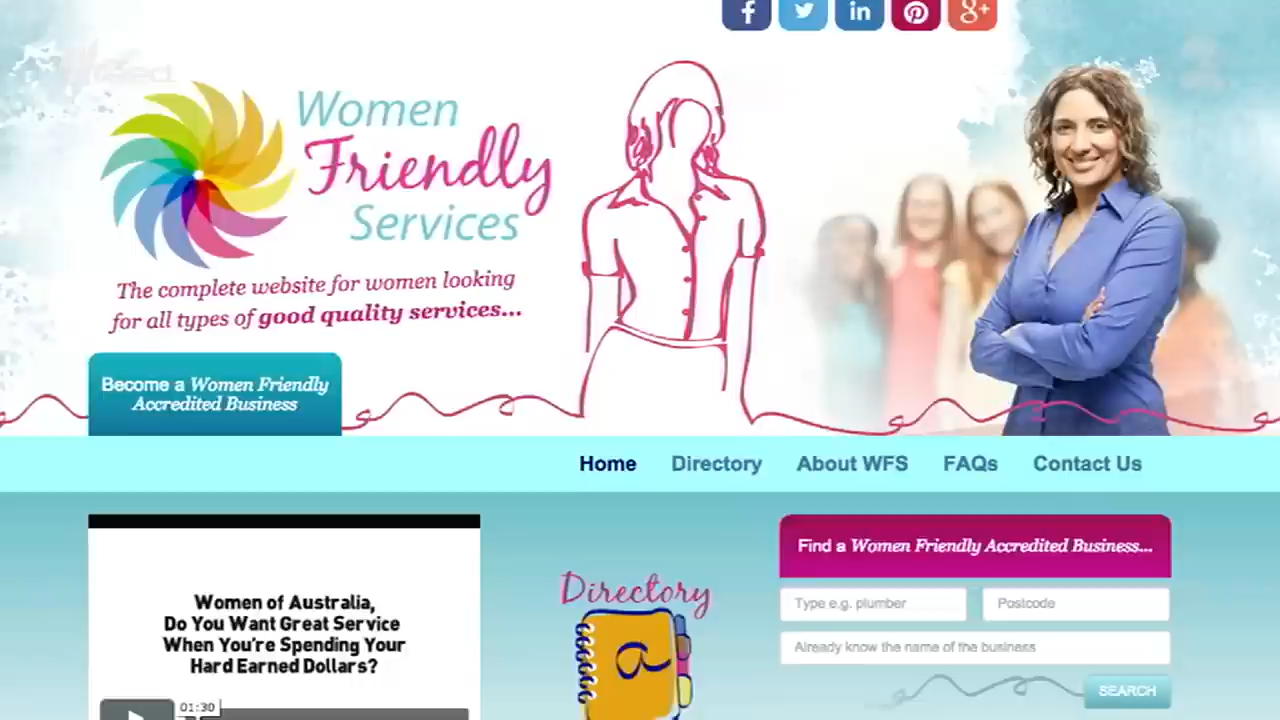 Women
Friendly
Services
The complete website for women looking
for all types of good quality services...
Become a Women Friendly
Accredited Business
Home Directory About WFS FAQs Contact Us
Women of Australia,
Do You Want Great Service
When You're Spending Your
Hard Earned Dollars?
01:30
Directory
a
Find a Women Friendly Accredited Business...
Type e.g. plumber Postcode
Already know the name of the business
SEARCH